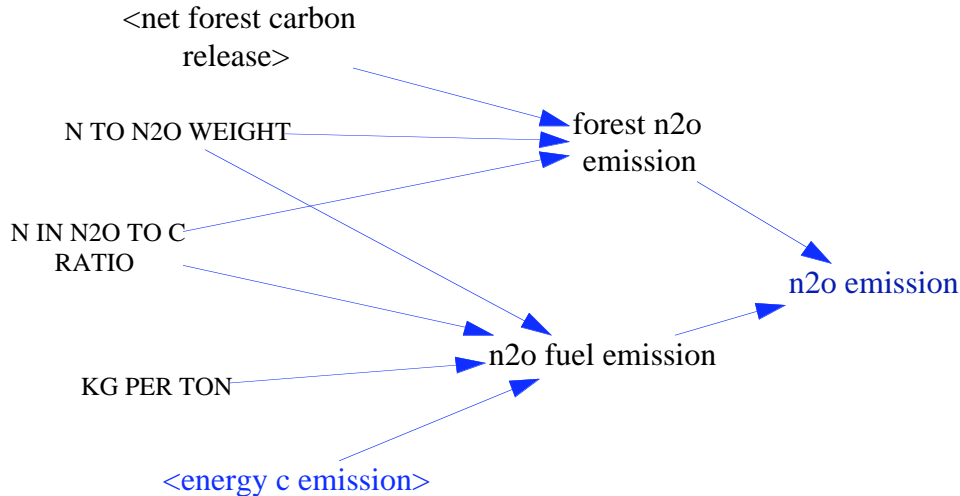 <net forest carbon
release>
N TO N2O WEIGHT
forest n2o
emission
N IN N2O TO C
RATIO
n2o emission
n2o fuel emission
KG PER TON
<energy c emission>